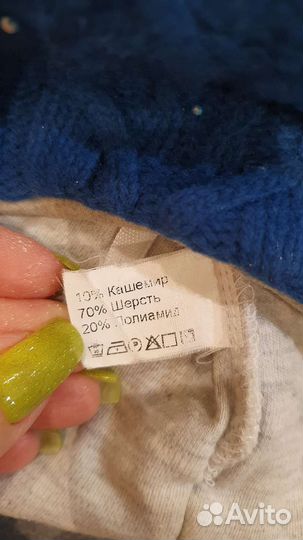 10% Кашемир
70% Шерсть
20% Полиамид
Avito